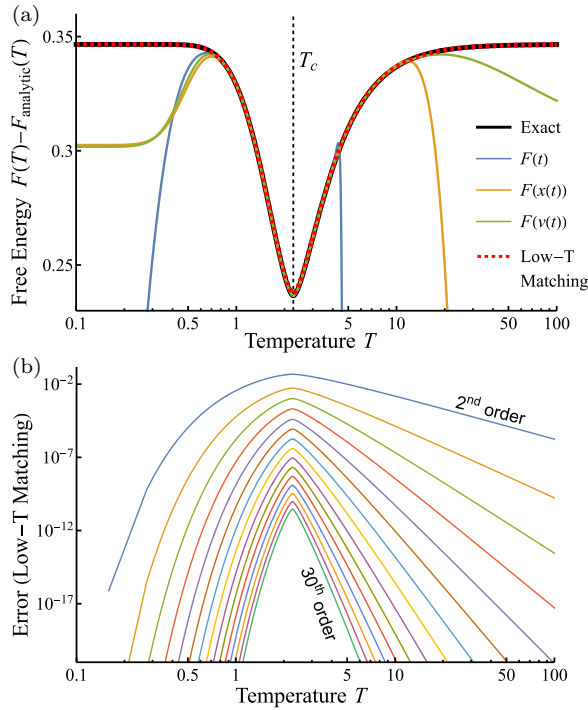 (a)
Free Energy F(T)−F_analytic(T)
0.35
0.3
0.25
T_c
Exact
F(t)
F(x(t))
F(v(t))
Low−T
Matching
0.1 0.5 1 5 10 50 100
Temperature T
(b)
Error (Low−T Matching)
10^−2
10^−7
10^−12
10^−17
2^nd order
30^th order
0.1 0.5 1 5 10 50 100
Temperature T